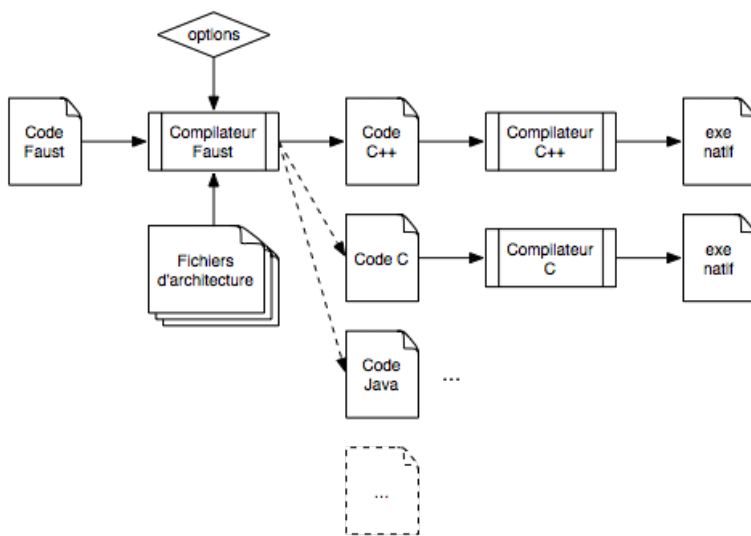 options
Code
Faust
Compilateur
Faust
Code
C++
Compilateur
C++
exe
natif
Fichiers
d'architecture
Code C
Compilateur
C
exe
natif
Code
Java
...
...